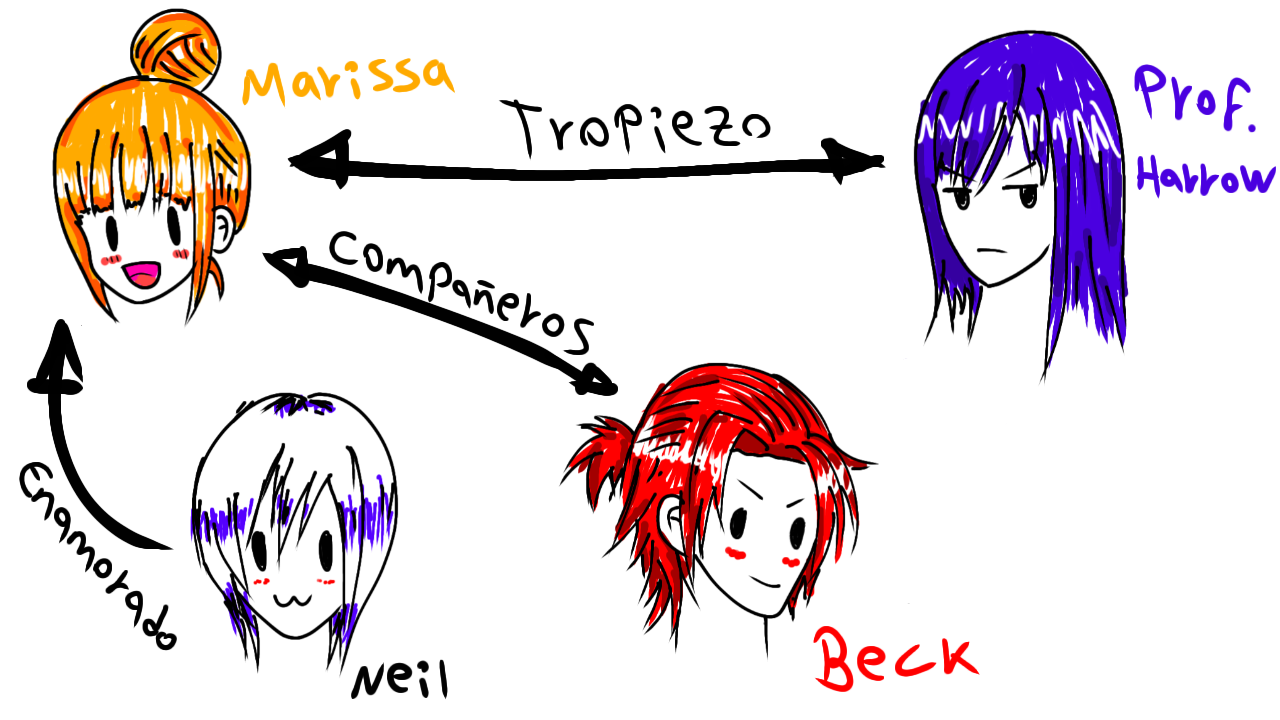 Marissa
Tropiezo
Prof.
Harrow
Compañeros
Enamorado
Neil
Beck